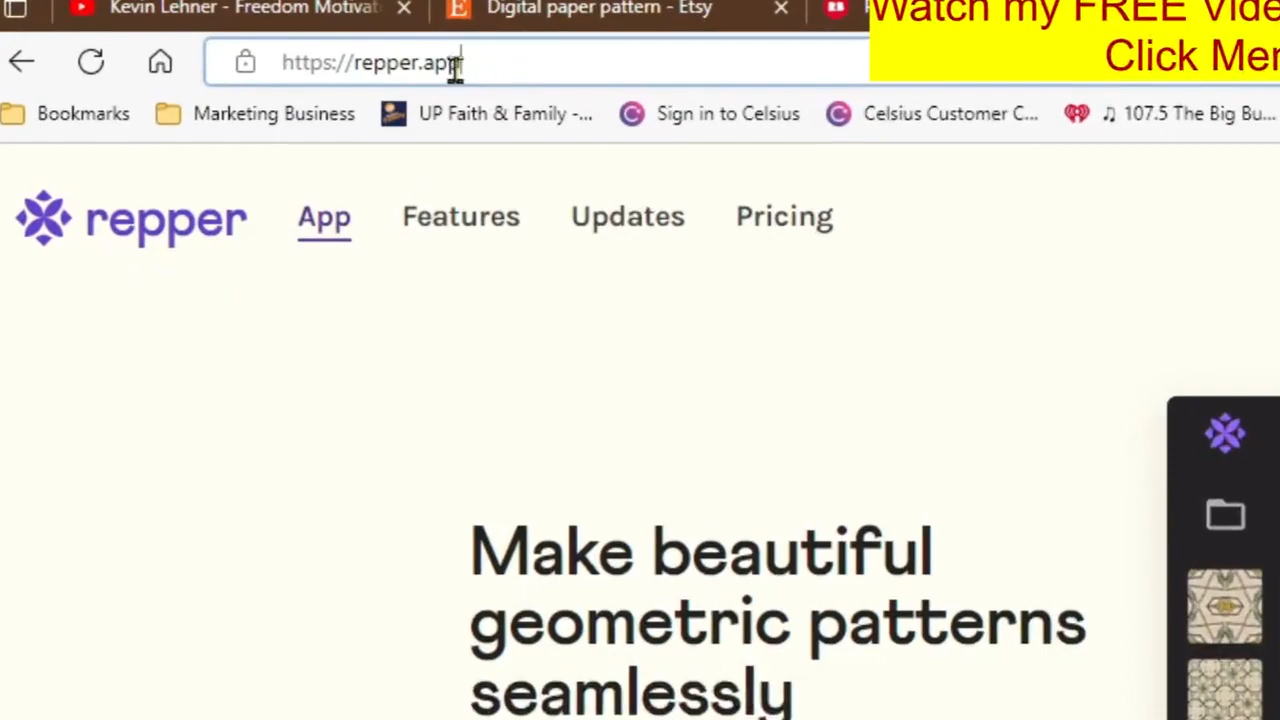 Kevin Lehner - Freedom Motivat
Digital paper pattern - Etsy
Watch my FREE Vide
Click Mer
https://repper.app
Bookmarks
Marketing Business
UP Faith & Family -...
Sign in to Celsius
Celsius Customer C...
♫ 107.5 The Big Bu...
repper
App
Features
Updates
Pricing
Make beautiful
geometric patterns
seamlessly